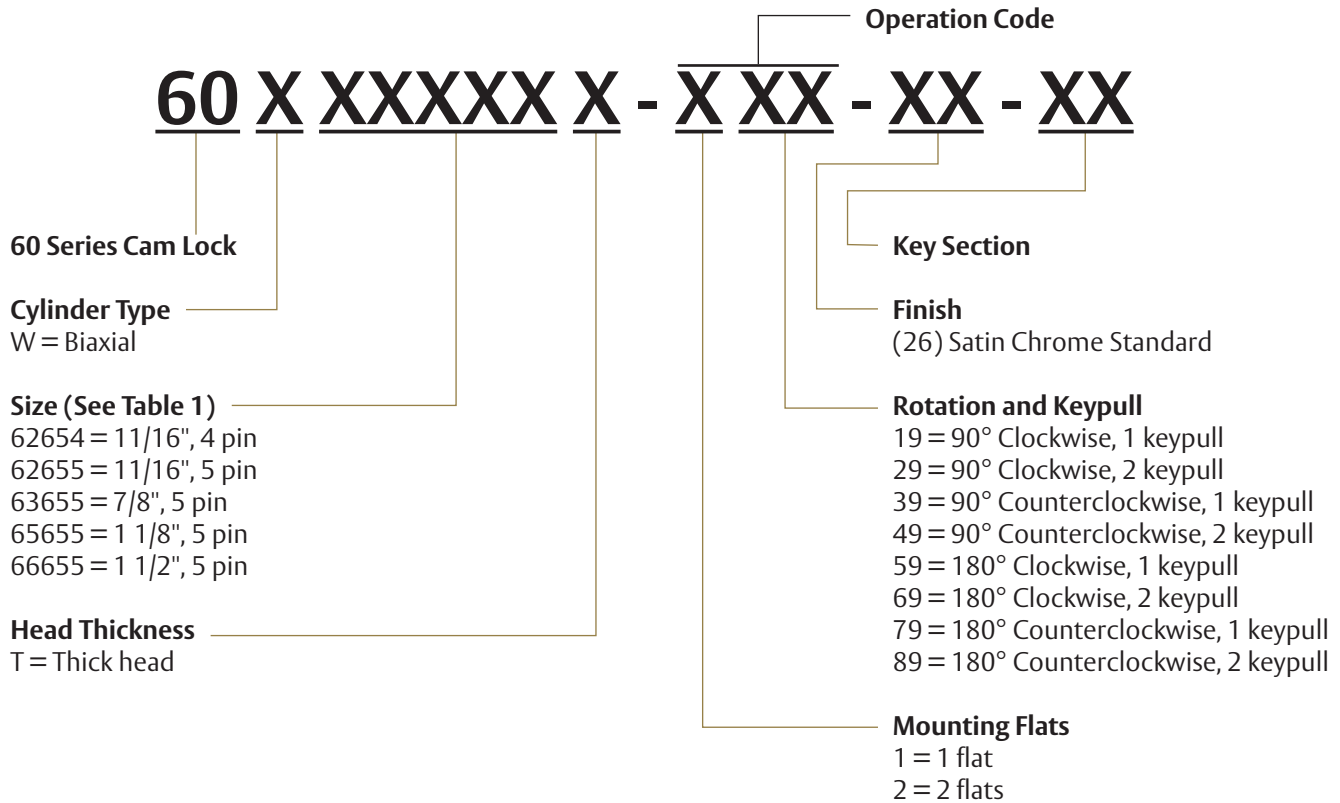 Operation Code
60 X XXXXX X - X XX - XX - XX
60 Series Cam Lock
Cylinder Type
W = Biaxial
Size (See Table 1)
62654 = 11/16", 4 pin
62655 = 11/16", 5 pin
63655 = 7/8", 5 pin
65655 = 1 1/8", 5 pin
66655 = 1 1/2", 5 pin
Head Thickness
T = Thick head
Key Section
Finish
(26) Satin Chrome Standard
Rotation and Keypull
19 = 90° Clockwise, 1 keypull
29 = 90° Clockwise, 2 keypull
39 = 90° Counterclockwise, 1 keypull
49 = 90° Counterclockwise, 2 keypull
59 = 180° Clockwise, 1 keypull
69 = 180° Clockwise, 2 keypull
79 = 180° Counterclockwise, 1 keypull
89 = 180° Counterclockwise, 2 keypull
Mounting Flats
1 = 1 flat
2 = 2 flats